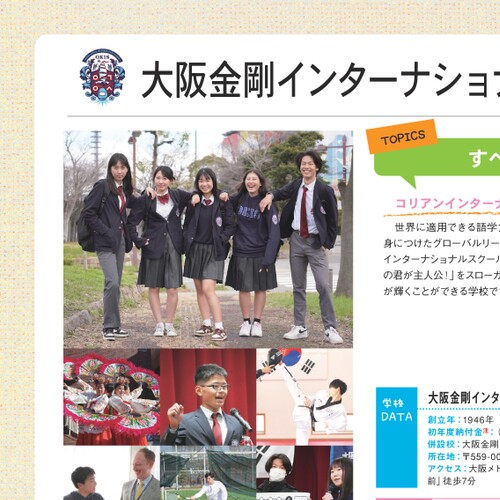 OKIS
大阪金剛インターナショナ
TOPICS
すべ
コリアンインターナ
世界に適用できる語学
身につけたグローバルリー
インターナショナルスクール
の君が主人公！」をスローガ
が輝くことができる学校で
学校
DATA
大阪金剛インタ
創立年：1946年
初年度納付金注：
併設校：大阪金剛
所在地：〒559-00
アクセス：大阪メト
前」徒歩7分